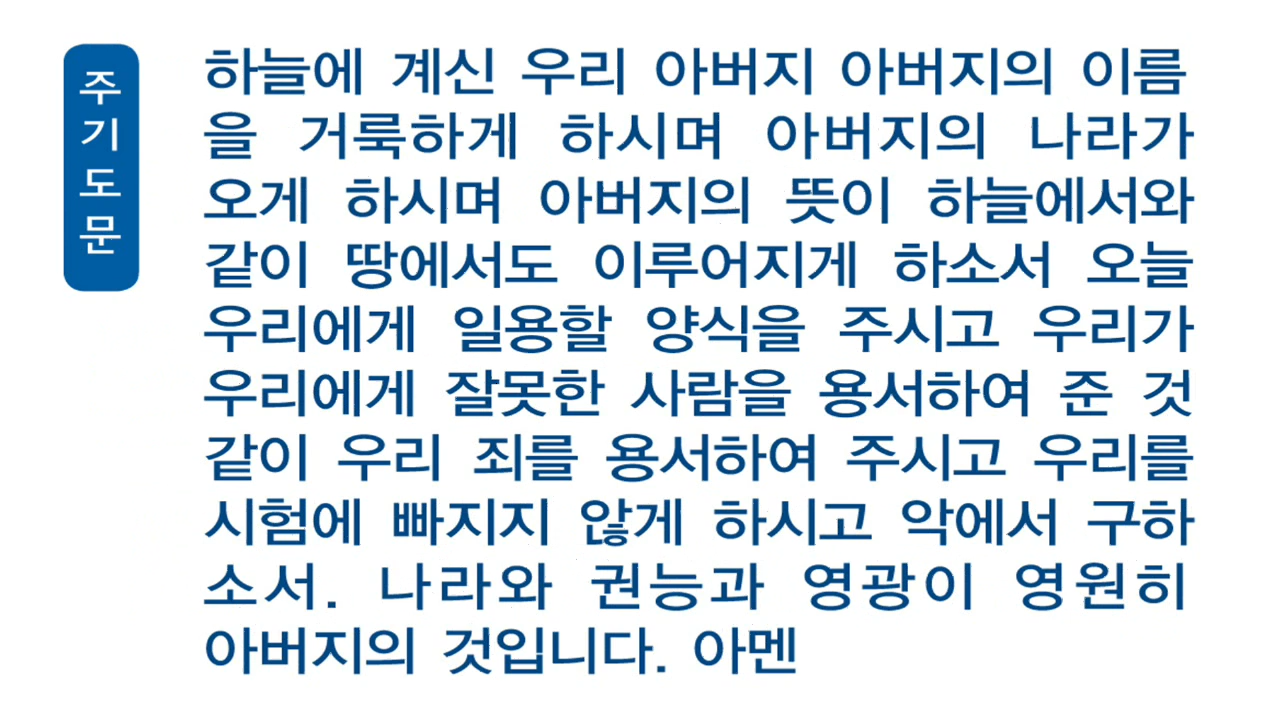 주기도문
하늘에 계신 우리 아버지 아버지의 이름
을 거룩하게 하시며 아버지의 나라가
오게 하시며 아버지의 뜻이 하늘에서와
같이 땅에서도 이루어지게 하소서 오늘
우리에게 일용할 양식을 주시고 우리가
우리에게 잘못한 사람을 용서하여 준 것
같이 우리 죄를 용서하여 주시고 우리를
시험에 빠지지 않게 하시고 악에서 구하
소서. 나라와 권능과 영광이 영원히
아버지의 것입니다. 아멘